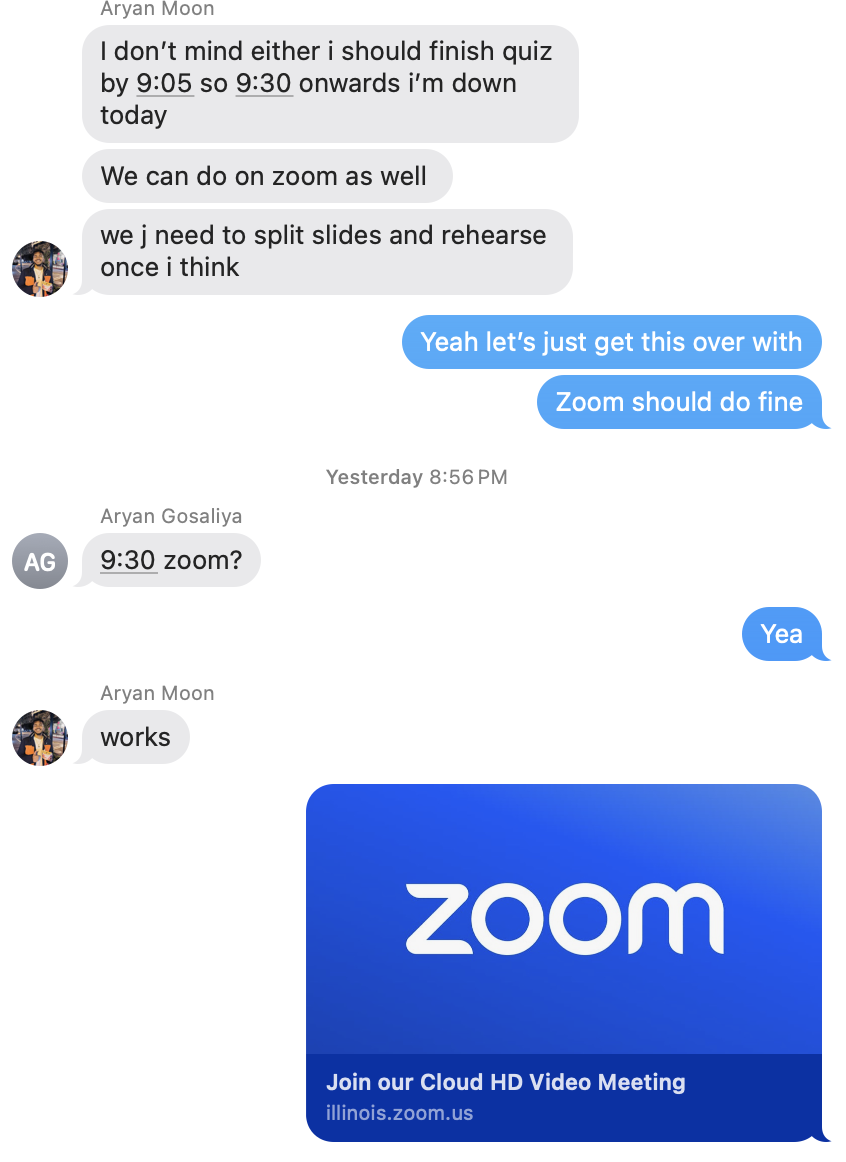 Aryan Moon
I don’t mind either i should finish quiz
by 9:05 so 9:30 onwards i’m down
today
We can do on zoom as well
we j need to split slides and rehearse
once i think
Yeah let’s just get this over with
Zoom should do fine
Yesterday 8:56 PM
Aryan Gosaliya
AG
9:30 zoom?
Yea
Aryan Moon
works
zoom
Join our Cloud HD Video Meeting
illinois.zoom.us